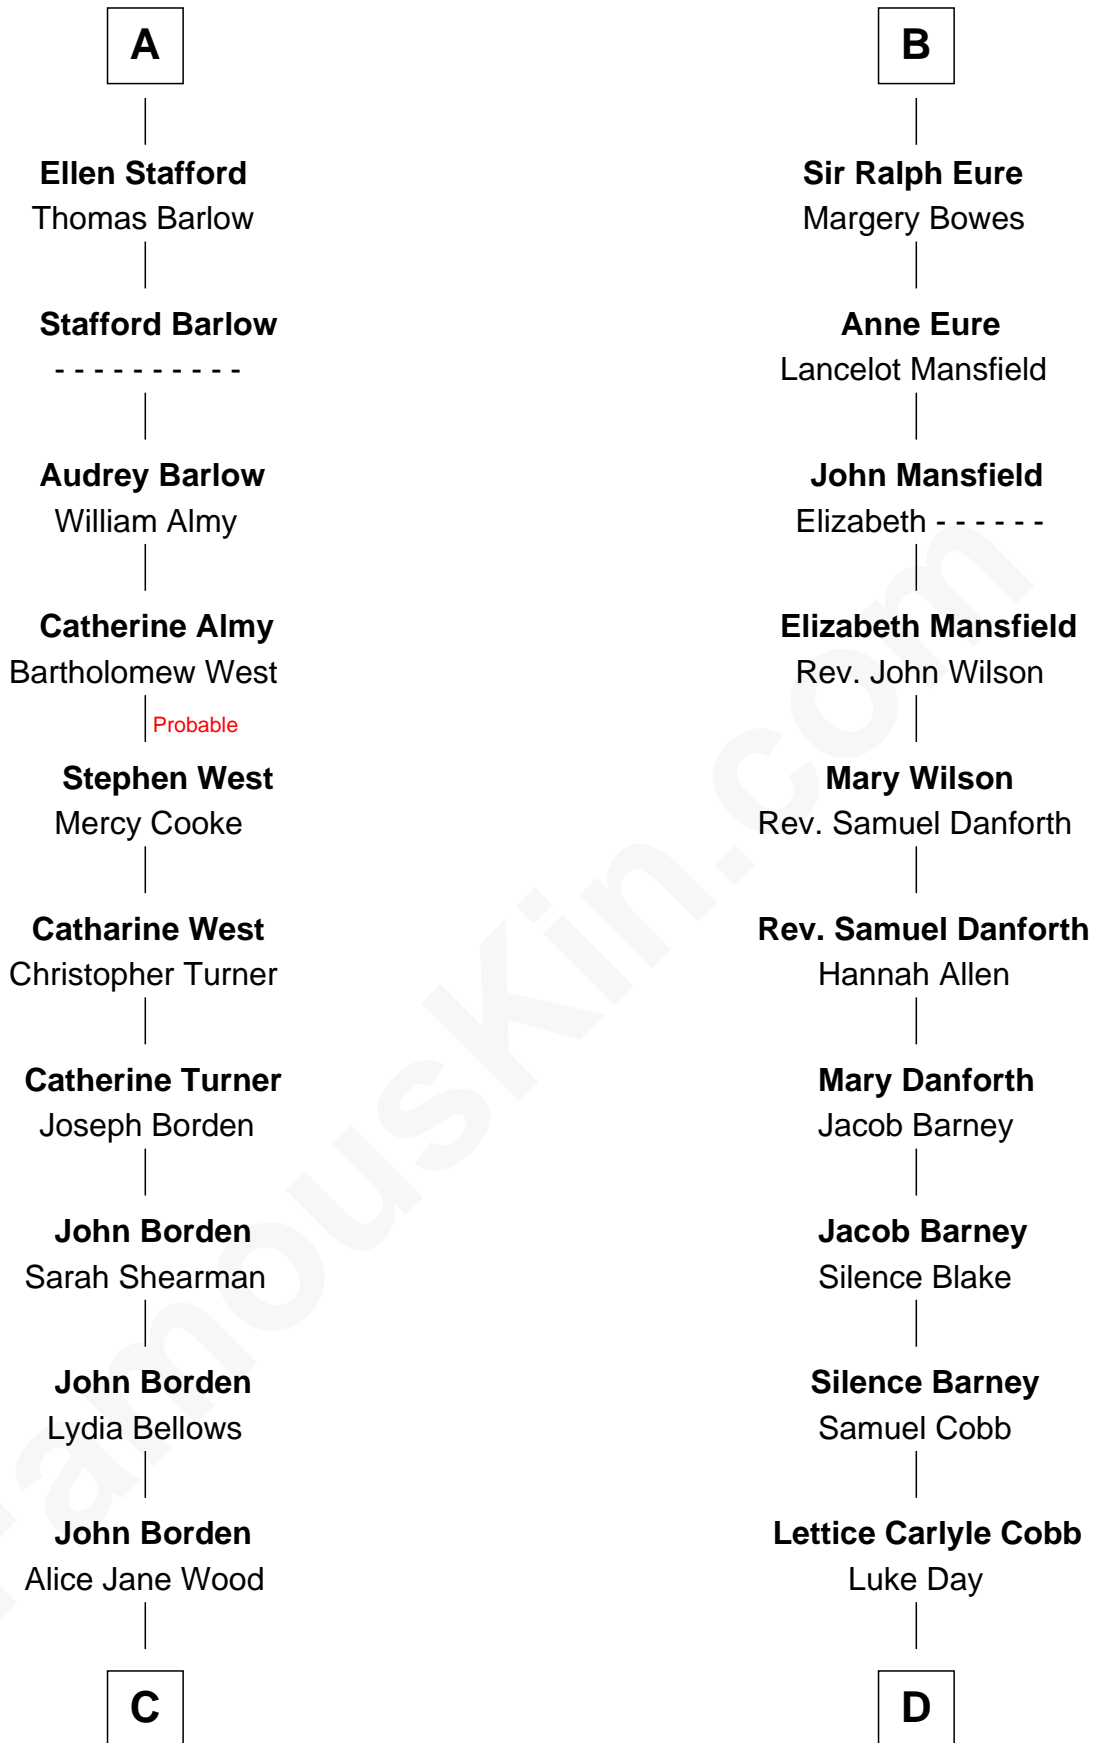 A
Ellen Stafford
Thomas Barlow
Stafford Barlow
- - - - - - - - - -
Audrey Barlow
William Almy
Catherine Almy
Bartholomew West
Probable
Stephen West
Mercy Cooke
Catharine West
Christopher Turner
Catherine Turner
Joseph Borden
John Borden
Sarah Shearman
John Borden
Lydia Bellows
John Borden
Alice Jane Wood
C
B
Sir Ralph Eure
Margery Bowes
Anne Eure
Lancelot Mansfield
John Mansfield
Elizabeth - - - - - -
Elizabeth Mansfield
Rev. John Wilson
Mary Wilson
Rev. Samuel Danforth
Rev. Samuel Danforth
Hannah Allen
Mary Danforth
Jacob Barney
Jacob Barney
Silence Blake
Silence Barney
Samuel Cobb
Lettice Carlyle Cobb
Luke Day
D
FamousKin.com